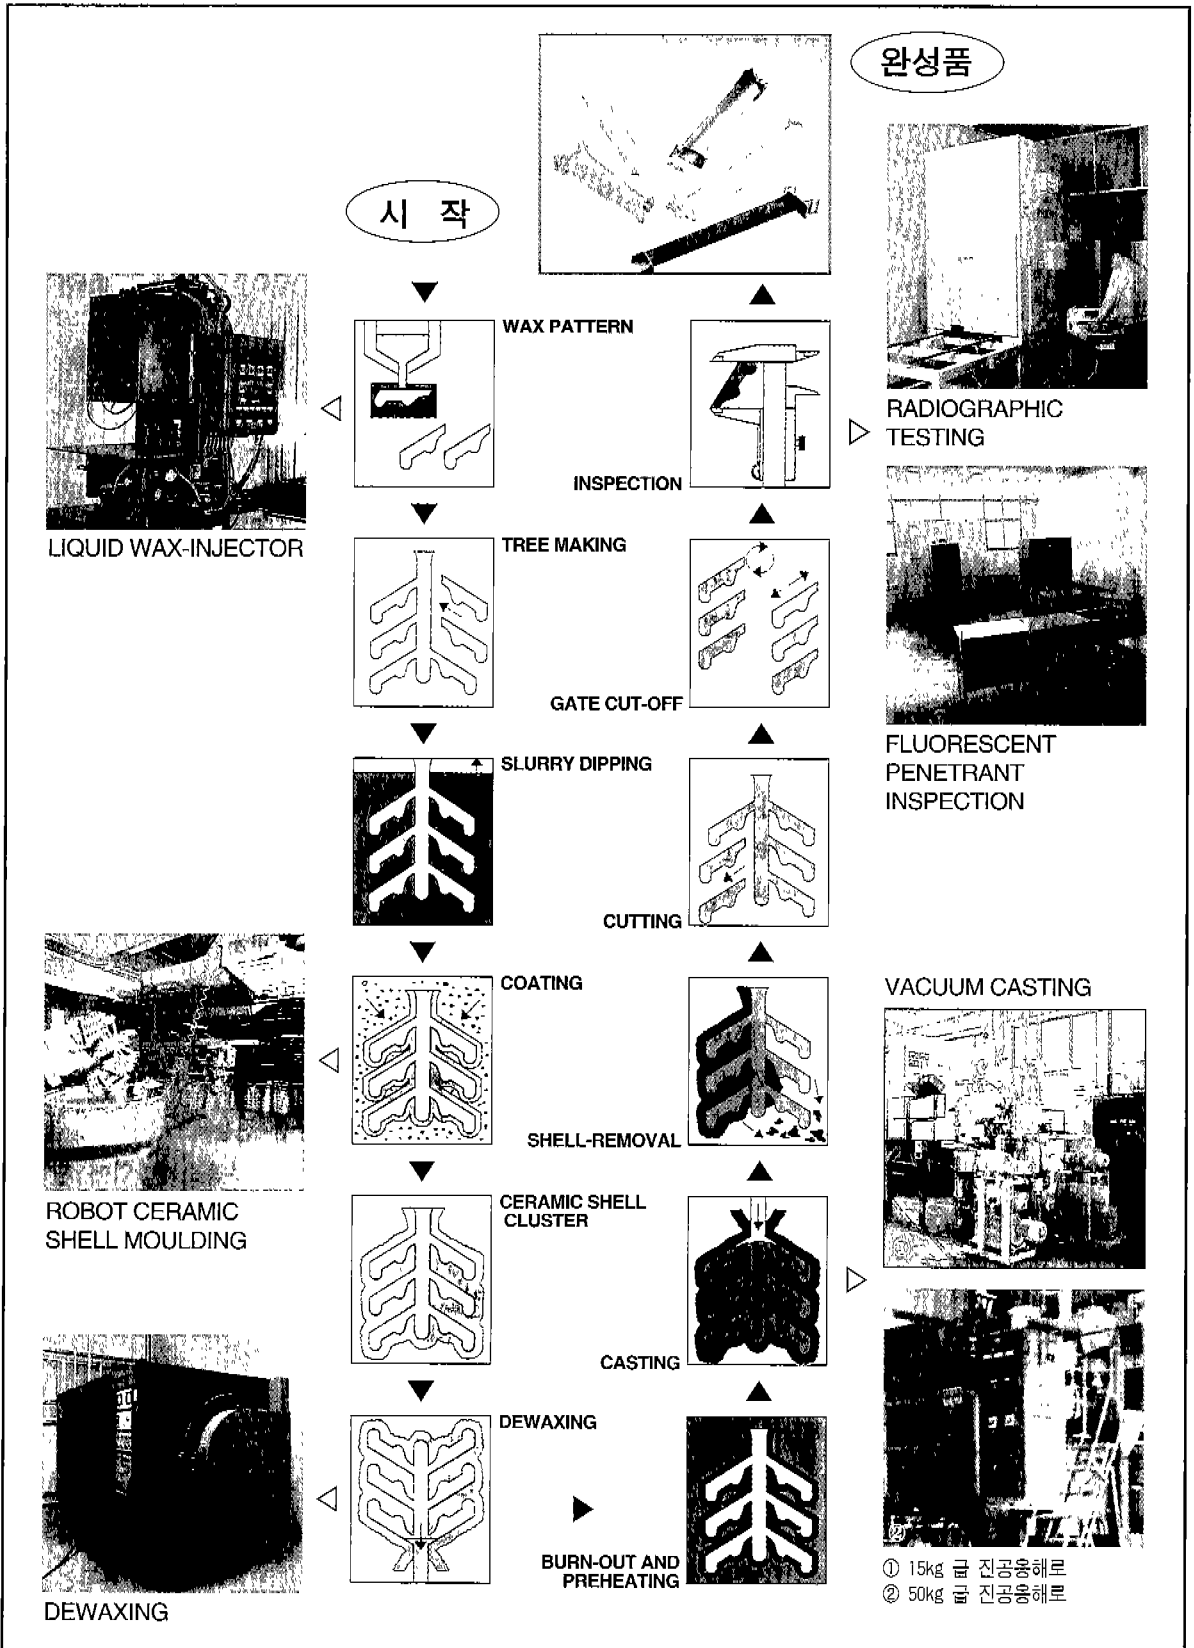 완성품
시 작
WAX PATTERN
LIQUID WAX-INJECTOR
TREE MAKING
SLURRY DIPPING
COATING
ROBOT CERAMIC
SHELL MOULDING
CERAMIC SHELL
CLUSTER
DEWAXING
DEWAXING
BURN-OUT AND
PREHEATING
CASTING
SHELL-REMOVAL
CUTTING
GATE CUT-OFF
INSPECTION
RADIOGRAPHIC
TESTING
FLUORESCENT
PENETRANT
INSPECTION
VACUUM CASTING
①
②
① 15kg 급 진공용해로
② 50kg 급 진공용해로